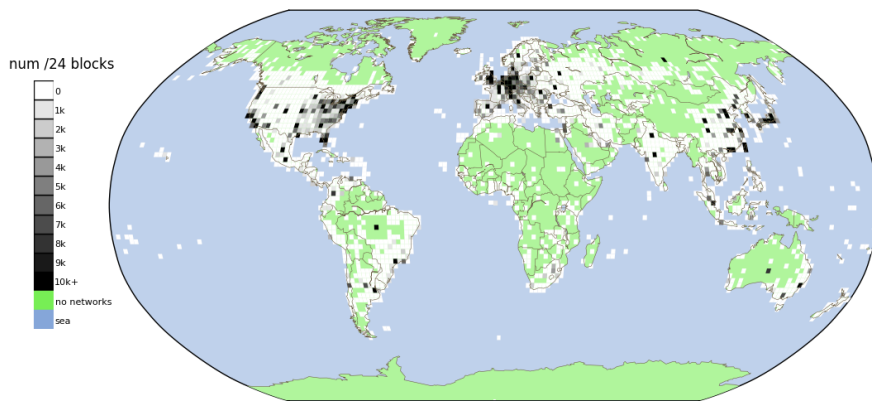 num /24 blocks
0
1k
2k
3k
4k
5k
6k
7k
8k
9k
10k+
no networks
sea